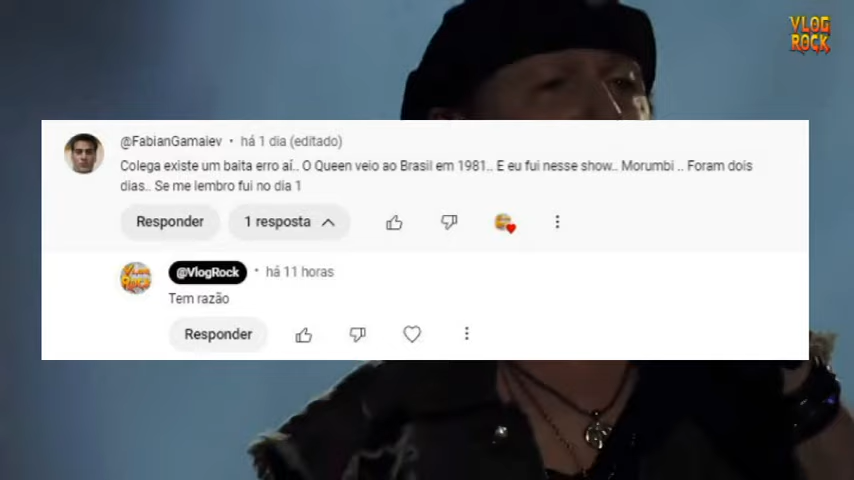 VLOG
ROCK
@FabianGamaiev • há 1 dia (editado)
Colega existe um baita erro aí.. O Queen veio ao Brasil em 1981.. E eu fui nesse show.. Morumbi .. Foram dois
dias.. Se me lembro fui no dia 1
Responder 1 resposta
@VlogRock • há 11 horas
Tem razão
Responder